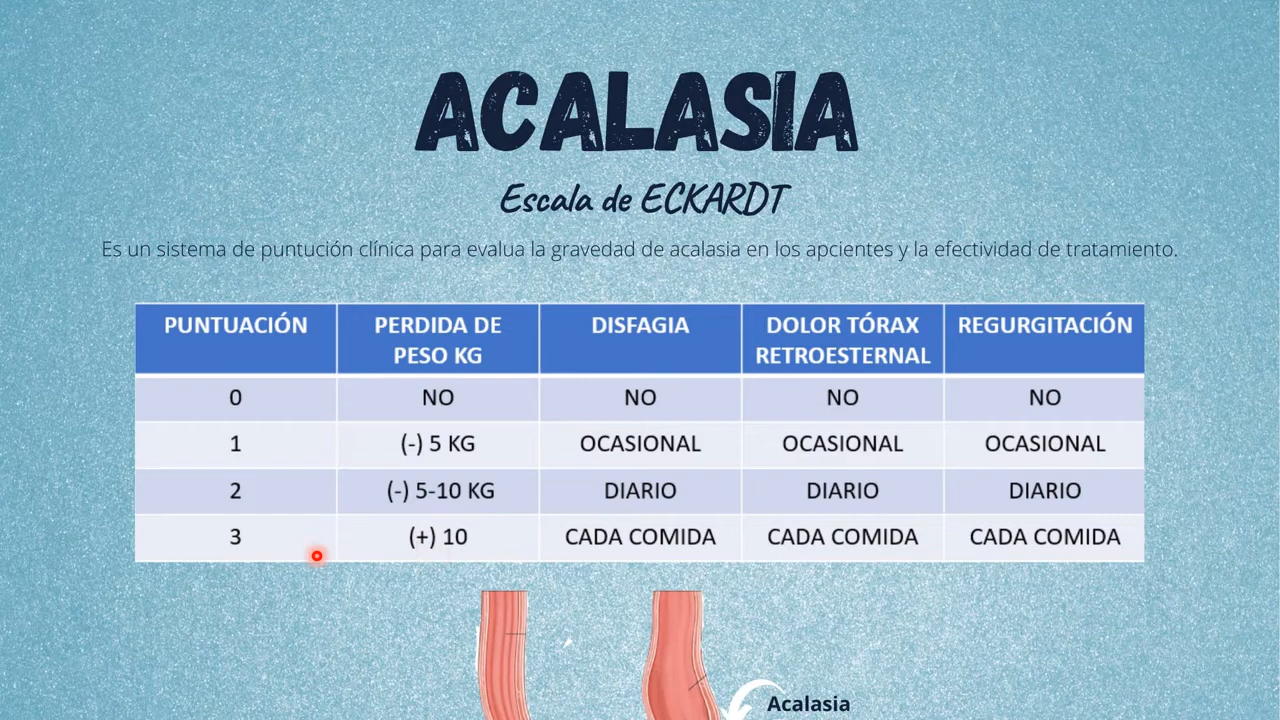 ACALASIA
Escala de ECKARDT
Es un sistema de puntución clínica para evalua la gravedad de acalasia en los apcientes y la efectividad de tratamiento.
PUNTUACIÓN PERDIDA DE PESO KG DISFAGIA DOLOR TÓRAX RETROESTERNAL REGURGITACIÓN
0 NO NO NO NO
1 (-) 5 KG OCASIONAL OCASIONAL OCASIONAL
2 (-) 5-10 KG DIARIO DIARIO DIARIO
3 (+) 10 CADA COMIDA CADA COMIDA CADA COMIDA
Acalasia